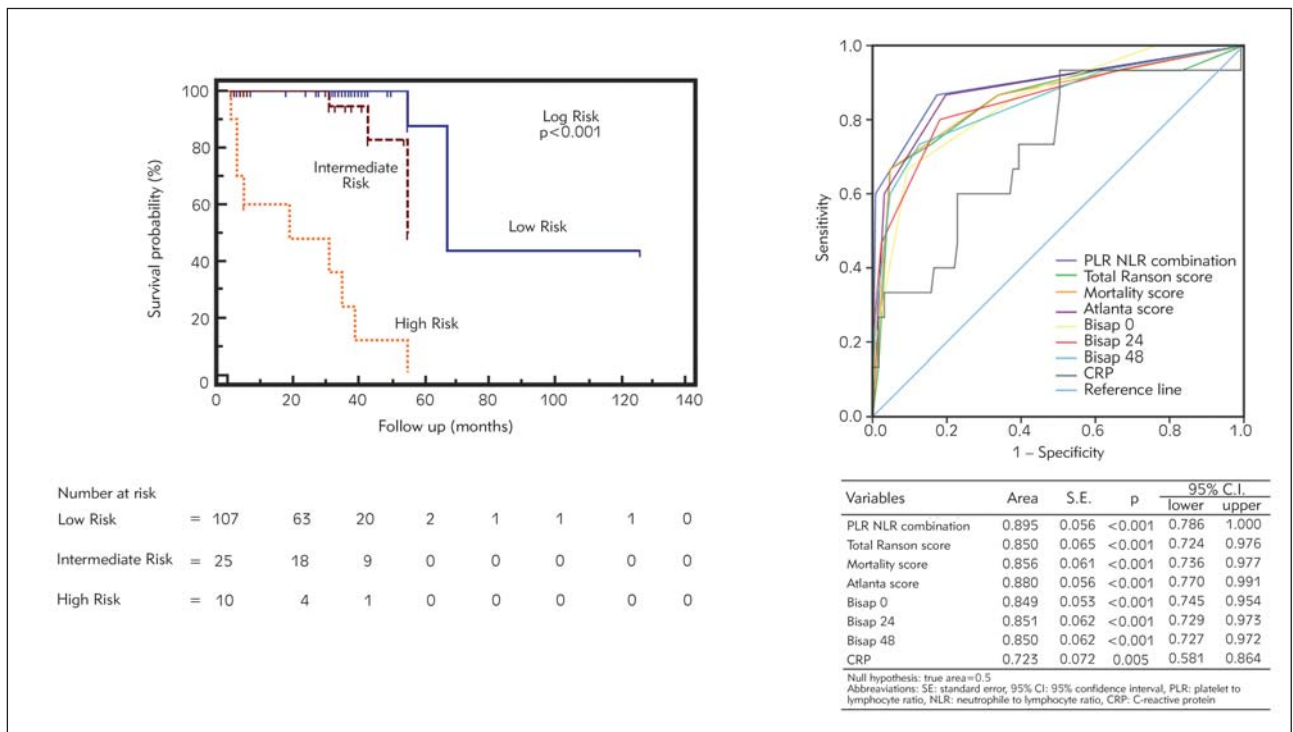 100
80
60
40
20
0
Survival probability (%)
Log Risk
p<0.001
Intermediate
Risk
Low Risk
High Risk
0 20 40 60 80 100 120 140
Follow up (months)
Number at risk
Low Risk = 107 63 20 2 1 1 1 0
Intermediate Risk = 25 18 9 0 0 0 0 0
High Risk = 10 4 1 0 0 0 0 0
1.0
0.8
0.6
0.4
0.2
0.0
Sensitivity
PLR NLR combination
Total Ranson score
Mortality score
Atlanta score
Bisap 0
Bisap 24
Bisap 48
CRP
Reference line
0.0 0.2 0.4 0.6 0.8 1.0
1 – Specificity
Variables Area S.E. p 95% C.I.
lower upper
PLR NLR combination 0.895 0.056 <0.001 0.786 1.000
Total Ranson score 0.850 0.065 <0.001 0.724 0.976
Mortality score 0.856 0.061 <0.001 0.736 0.977
Atlanta score 0.880 0.056 <0.001 0.770 0.991
Bisap 0 0.849 0.053 <0.001 0.745 0.954
Bisap 24 0.851 0.062 <0.001 0.729 0.973
Bisap 48 0.850 0.062 <0.001 0.727 0.972
CRP 0.723 0.072 0.005 0.581 0.864
Null hypothesis: true area=0.5
Abbreaviations: SE: standard error, 95% CI: 95% confidence interval, PLR: platelet to
lymphocyte ratio, NLR: neutrophile to lymphocyte ratio, CRP: C-reactive protein